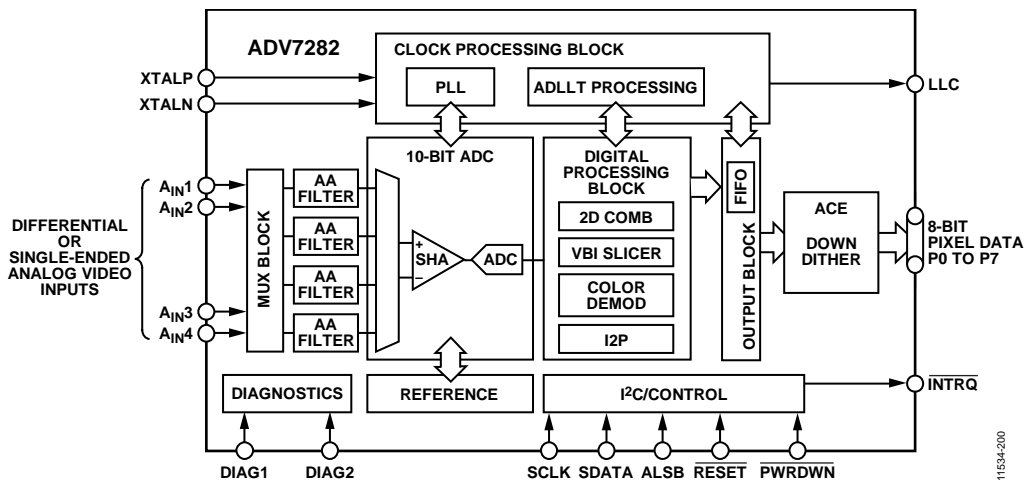 ADV7282
CLOCK PROCESSING BLOCK
PLL
ADLLT PROCESSING
XTALP
XTALN
LLC
10-BIT ADC
DIGITAL
PROCESSING
BLOCK
2D COMB
VBI SLICER
COLOR
DEMOD
I2P
FIFO
OUTPUT BLOCK
ACE
DOWN
DITHER
8-BIT
PIXEL DATA
P0 TO P7
DIFFERENTIAL
OR
SINGLE-ENDED
ANALOG VIDEO
INPUTS
AIN1
AIN2
AIN3
AIN4
MUX BLOCK
AA
FILTER
AA
FILTER
AA
FILTER
AA
FILTER
+
SHA
–
ADC
DIAGNOSTICS
REFERENCE
I2C/CONTROL
INTRQ
DIAG1
DIAG2
SCLK
SDATA
ALSB
RESET
PWRDWN
11534-200